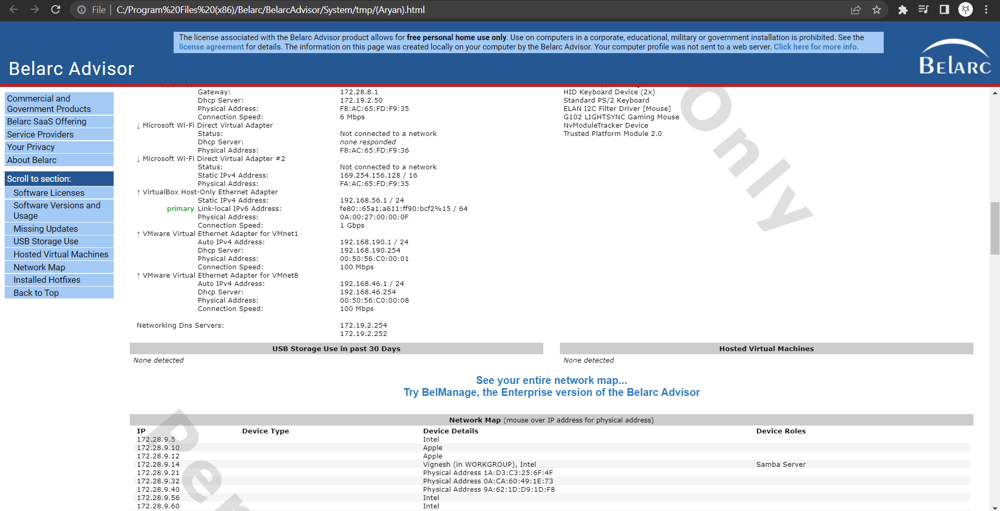 File | C:/Program%20Files%20(x86)/Belarc/BelarcAdvisor/System/tmp/(Aryan).html
The license associated with the Belarc Advisor product allows for free personal home use only. Use on computers in a corporate, educational, military or government installation is prohibited. See the
license agreement for details. The information on this page was created locally on your computer by the Belarc Advisor. Your computer profile was not sent to a web server. Click here for more info.
Belarc Advisor
BELARC
Commercial and
Government Products
Belarc SaaS Offering
Service Providers
Your Privacy
About Belarc
Scroll to section:
Software Licenses
Software Versions and
Usage
Missing Updates
USB Storage Use
Hosted Virtual Machines
Network Map
Installed Hotfixes
Back to Top
Gateway: 172.28.8.1
Dhcp Server: 172.19.2.50
Physical Address: F8:AC:65:FD:F9:35
Connection Speed: 6 Mbps
↓ Microsoft Wi-Fi Direct Virtual Adapter
Status: Not connected to a network
Dhcp Server: none responded
Physical Address: F8:AC:65:FD:F9:36
↓ Microsoft Wi-Fi Direct Virtual Adapter #2
Status: Not connected to a network
Static IPv4 Address: 169.254.156.128 / 16
Physical Address: FA:AC:65:FD:F9:35
↑ VirtualBox Host-Only Ethernet Adapter
Static IPv4 Address: 192.168.56.1 / 24
primary Link-local IPv6 Address: fe80::65a1:a611:ff90:bcf2%15 / 64
Physical Address: 0A:00:27:00:00:0F
Connection Speed: 1 Gbps
↑ VMware Virtual Ethernet Adapter for VMnet1
Auto IPv4 Address: 192.168.190.1 / 24
Dhcp Server: 192.168.190.254
Physical Address: 00:50:56:C0:00:01
Connection Speed: 100 Mbps
↑ VMware Virtual Ethernet Adapter for VMnet8
Auto IPv4 Address: 192.168.46.1 / 24
Dhcp Server: 192.168.46.254
Physical Address: 00:50:56:C0:00:08
Connection Speed: 100 Mbps
Networking Dns Servers: 172.19.2.254
172.19.2.252
HID Keyboard Device (2x)
Standard PS/2 Keyboard
ELAN I2C Filter Driver [Mouse]
G102 LIGHTSYNC Gaming Mouse
NvModuleTracker Device
Trusted Platform Module 2.0
Only
USB Storage Use in past 30 Days
None detected
Hosted Virtual Machines
None detected
See your entire network map...
Try BelManage, the Enterprise version of the Belarc Advisor
Network Map (mouse over IP address for physical address)
IP Device Type Device Details Device Roles
172.28.9.5 Intel
172.28.9.10 Apple
172.28.9.12 Apple
172.28.9.14 Vignesh (in WORKGROUP), Intel Samba Server
172.28.9.21 Physical Address 1A:D3:C3:25:6F:4F
172.28.9.32 Physical Address 0A:CA:60:49:1E:73
172.28.9.40 Physical Address 9A:62:1D:D9:1D:F8
172.28.9.56 Intel
172.28.9.60 Intel